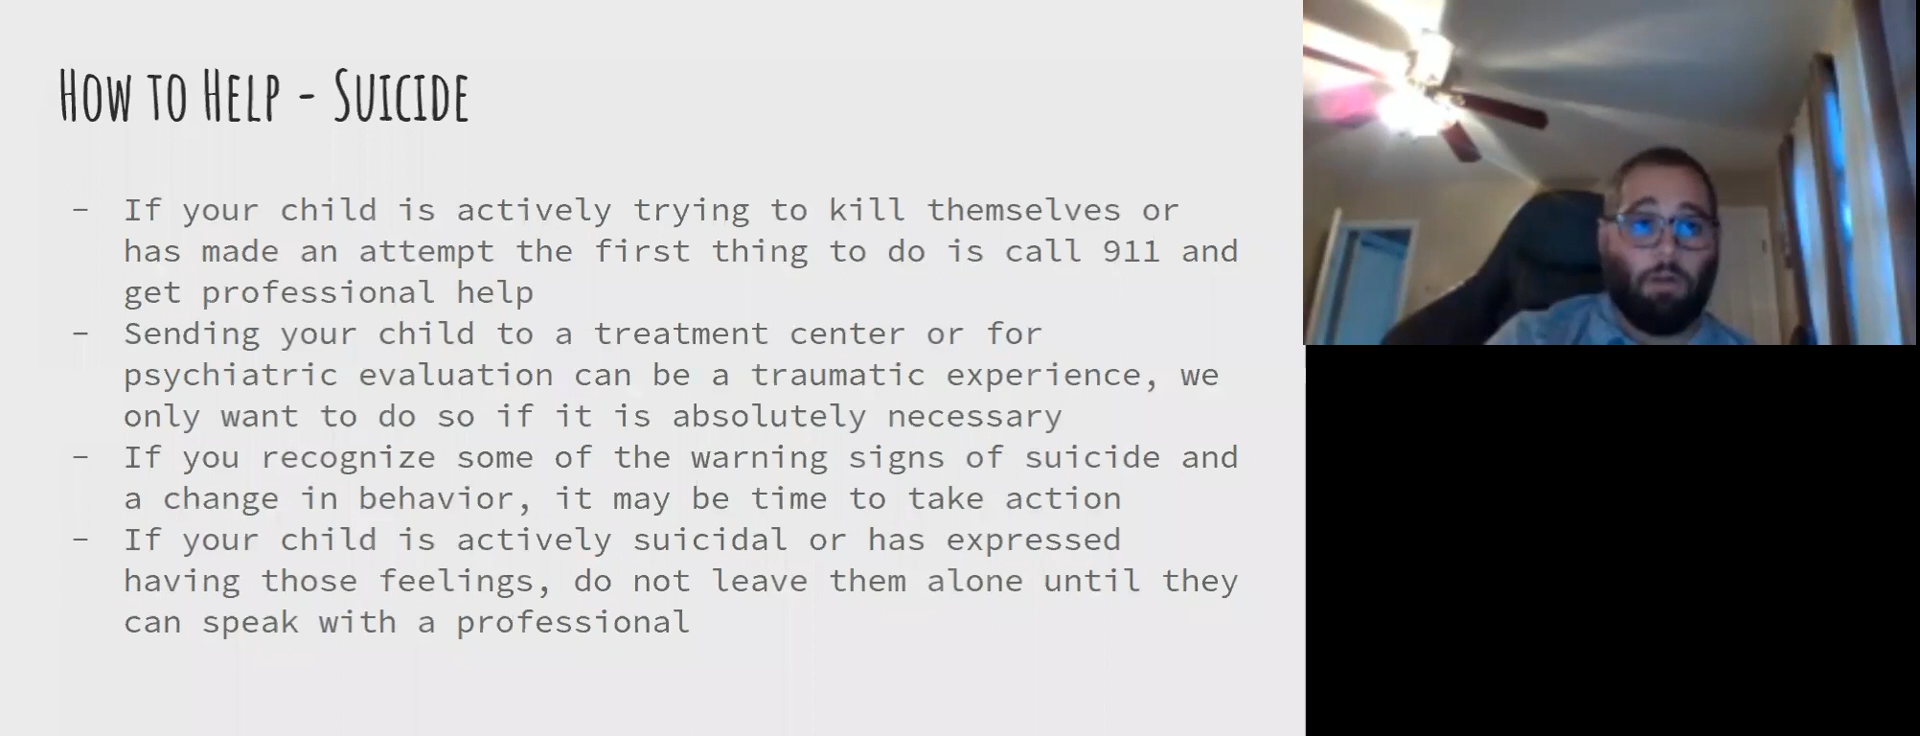 How to Help - Suicide
- If your child is actively trying to kill themselves or
has made an attempt the first thing to do is call 911 and
get professional help
- Sending your child to a treatment center or for
psychiatric evaluation can be a traumatic experience, we
only want to do so if it is absolutely necessary
- If you recognize some of the warning signs of suicide and
a change in behavior, it may be time to take action
- If your child is actively suicidal or has expressed
having those feelings, do not leave them alone until they
can speak with a professional